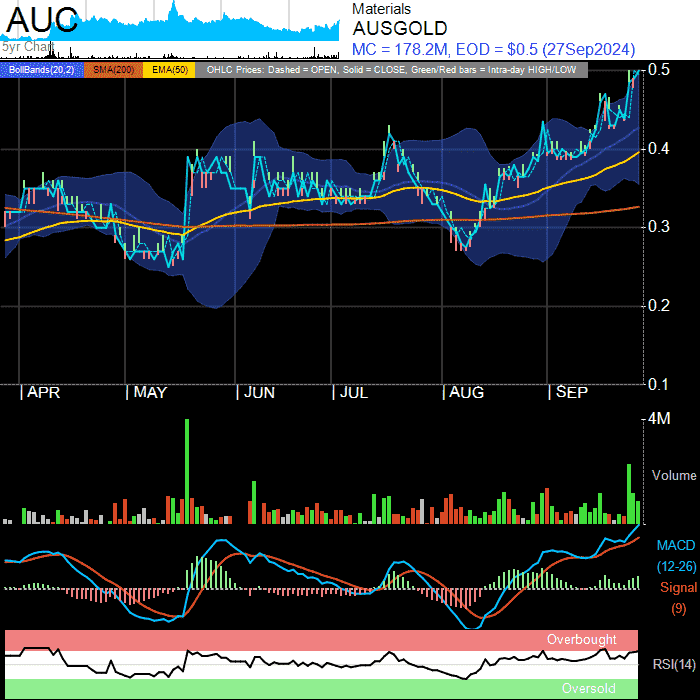 AUC
5yr Chart
Materials
AUSGOLD
MC = 178.2M, EOD = $0.5 (27Sep2024)
BollBands(20,2) SMA(200) EMA(50) OHLC Prices: Dashed = OPEN, Solid = CLOSE, Green/Red bars = Intra-day HIGH/LOW
0.5
0.4
0.3
0.2
0.1
APR MAY JUN JUL AUG SEP
4M
Volume
MACD
(12-26)
Signal
(9)
Overbought
RSI(14)
Oversold